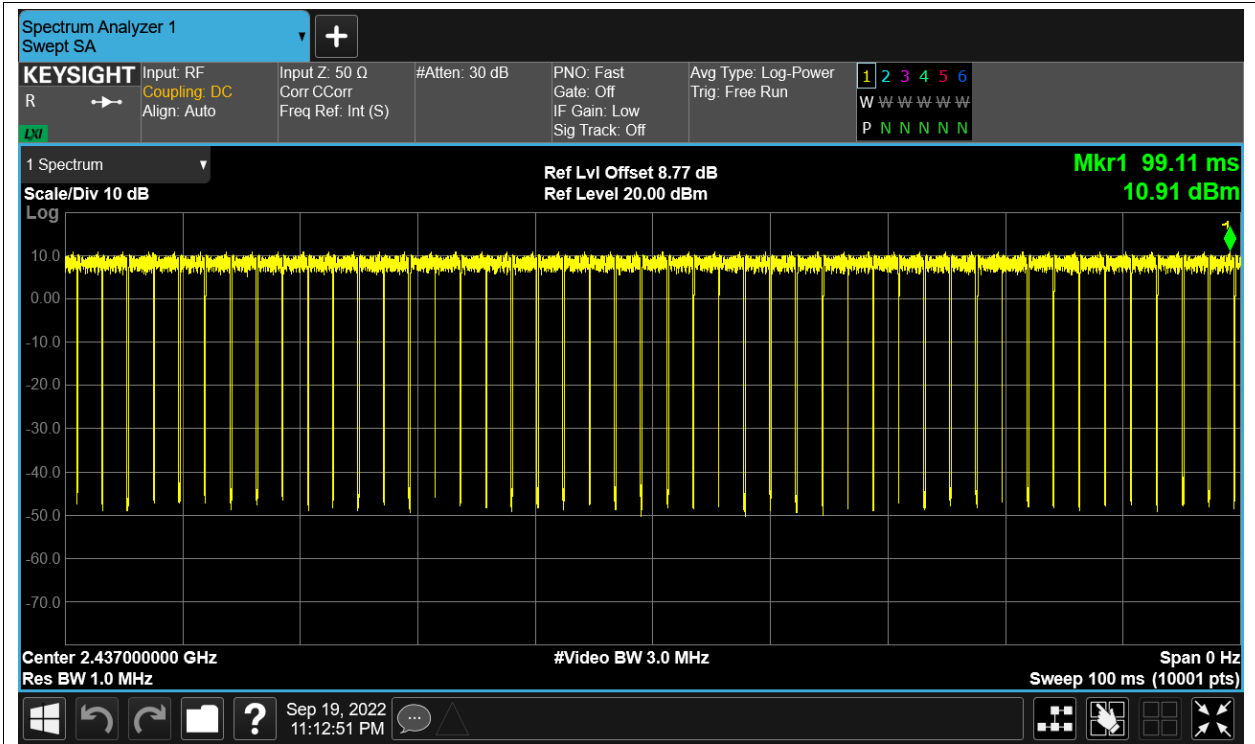 Spectrum Analyzer 1
Swept SA
+
KEYSIGHT
R
LXI
Input: RF
Coupling: DC
Align: Auto
Input Z: 50 Ω
Corr CCorr
Freq Ref: Int (S)
#Atten: 30 dB
PNO: Fast
Gate: Off
IF Gain: Low
Sig Track: Off
Avg Type: Log-Power
Trig: Free Run
1 2 3 4 5 6
W W W W W W
P N N N N N
1 Spectrum
Scale/Div 10 dB
Log
Ref Lvl Offset 8.77 dB
Ref Level 20.00 dBm
Mkr1 99.11 ms
10.91 dBm
1
10.0
0.00
-10.0
-20.0
-30.0
-40.0
-50.0
-60.0
-70.0
Center 2.437000000 GHz
Res BW 1.0 MHz
#Video BW 3.0 MHz
Span 0 Hz
Sweep 100 ms (10001 pts)
?
Sep 19, 2022
11:12:51 PM